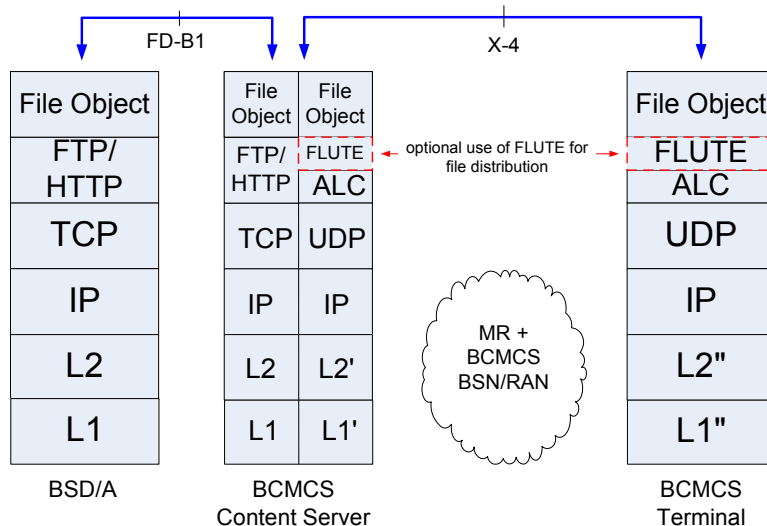 FD-B1
X-4
File Object
FTP/
HTTP
TCP
IP
L2
L1
BSD/A
File
Object
FTP/
HTTP
TCP
IP
L2
L1
File
Object
FLUTE
ALC
UDP
IP
L2'
L1'
BCMCS
Content Server
optional use of FLUTE for
file distribution
MR +
BCMCS
BSN/RAN
File Object
FLUTE
ALC
UDP
IP
L2"
L1"
BCMCS
Terminal